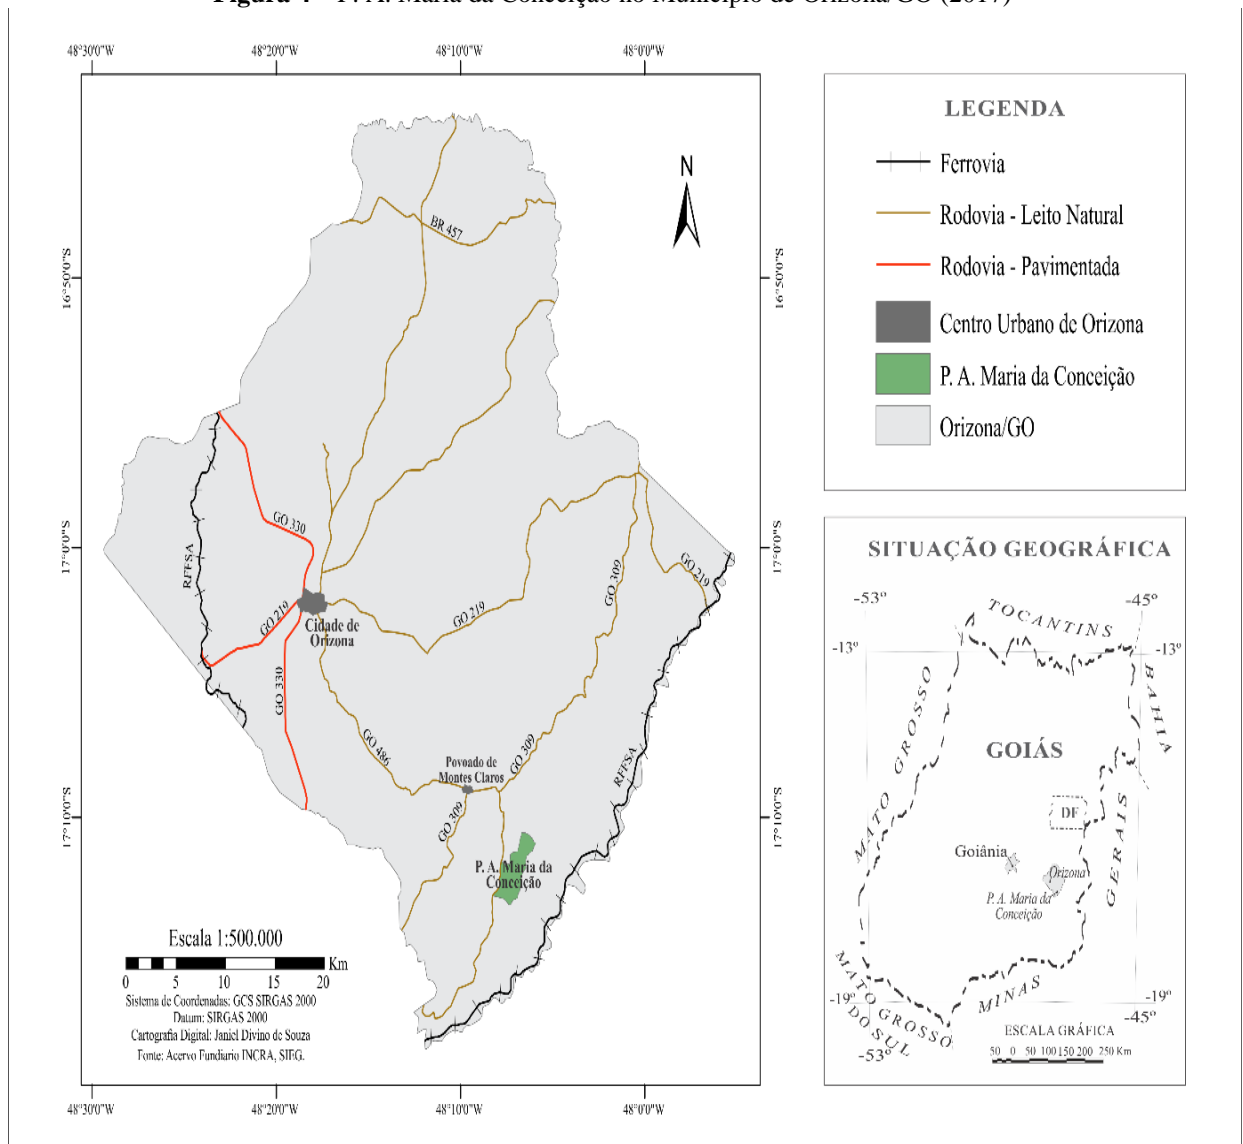 48°30'0"W 48°20'0"W 48°10'0"W 48°0'0"W
16°50'0"S
17°0'0"S
17°10'0"S
16°50'0"S
17°0'0"S
17°10'0"S
48°30'0"W 48°20'0"W 48°10'0"W 48°0'0"W
N
BR 457
GO 330
RFFSA
GO 219
Cidade de
Orizona
GO 330
GO 219
GO 309
GO 219
GO 486
Povoado de
Montes Claros
GO 309
GO 309
RFFSA
P. A. Maria da
Conceição
Escala 1:500.000
0 5 10 15 20 Km
Sistema de Coordenadas: GCS SIRGAS 2000
Datum: SIRGAS 2000
Cartografia Digital: Janiel Divino de Souza
Fonte: Acervo Fundiario INCRA, SIEG.
LEGENDA
Ferrovia
Rodovia - Leito Natural
Rodovia - Pavimentada
Centro Urbano de Orizona
P. A. Maria da Conceição
Orizona/GO
SITUAÇÃO GEOGRÁFICA
-53° -45°
TOCANTINS
-13° -13°
BAHIA
MATO GROSSO
GOIÁS
DF
GERAIS
Goiânia
Orizona
P. A. Maria da
Conceição
MINAS
MATO GROSSO
DO SUL
-19° -19°
-45°
-53°
ESCALA GRÁFICA
50 0 50 100 150 200 250 Km